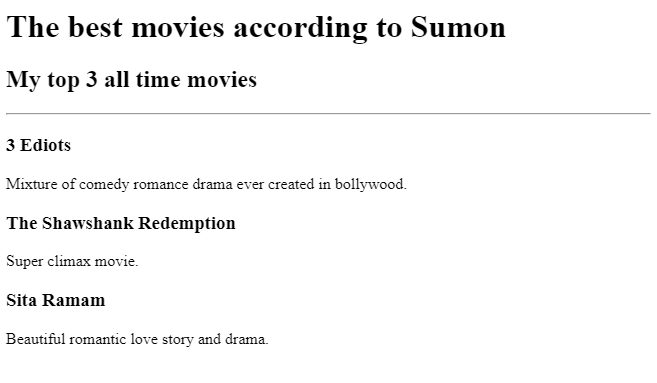 The best movies according to Sumon
My top 3 all time movies
3 Ediots
Mixture of comedy romance drama ever created in bollywood.
The Shawshank Redemption
Super climax movie.
Sita Ramam
Beautiful romantic love story and drama.